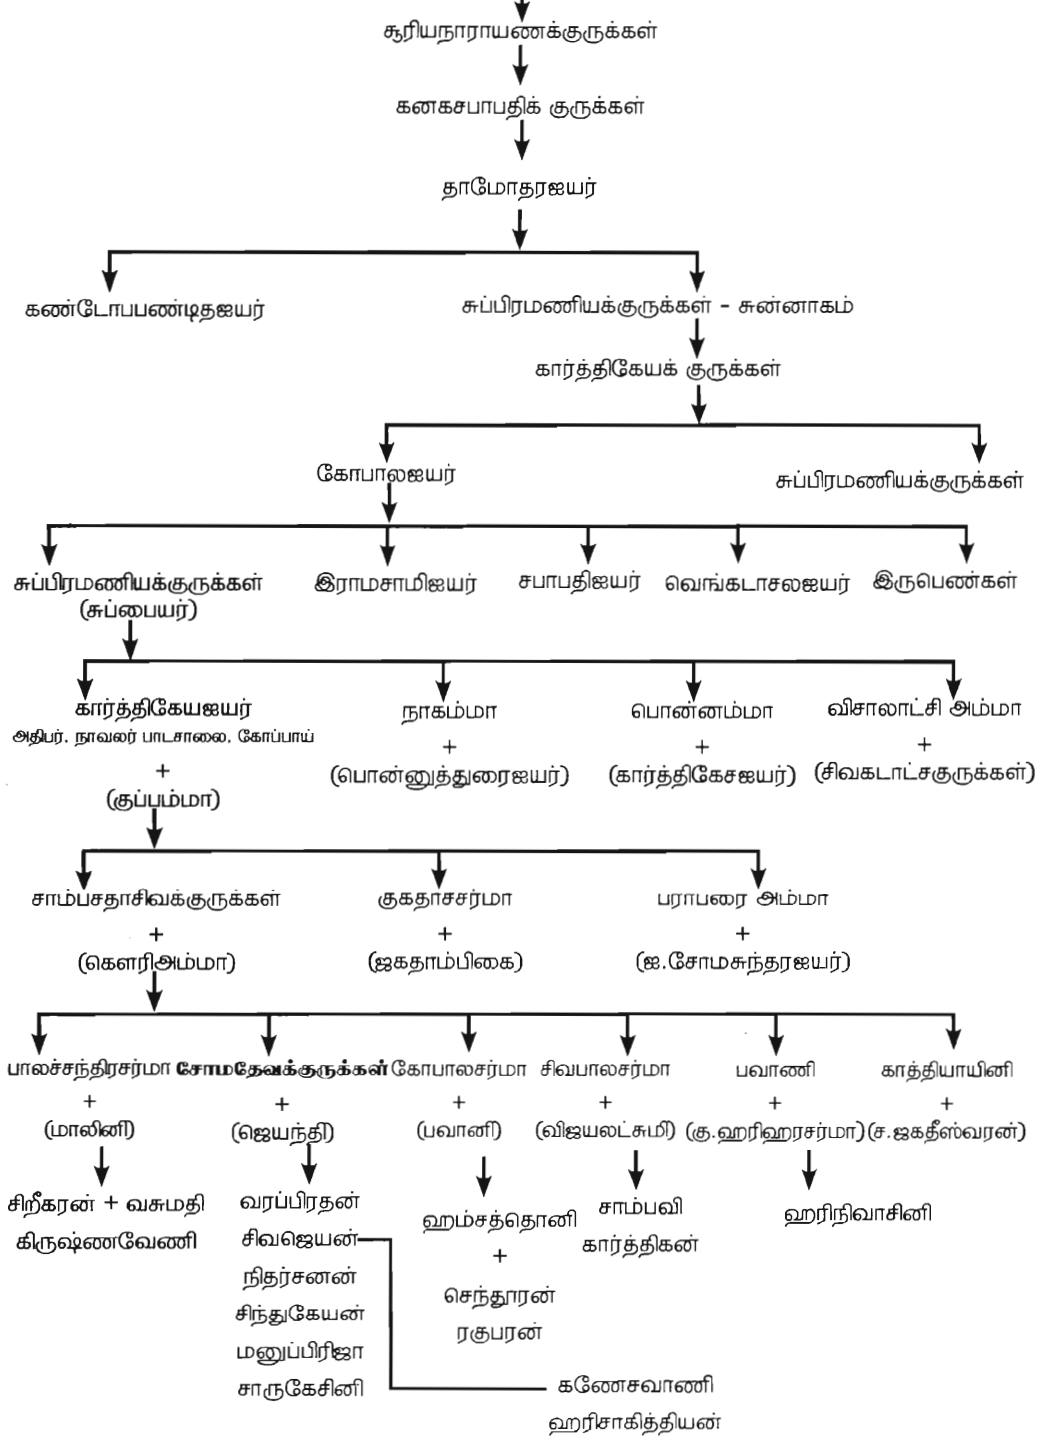 சூரியநாராயணக்குருக்கள்
கனகசபாபதிக் குருக்கள்
தாமோதரஐயர்
கண்டோபபண்டிதஐயர்
சுப்பிரமணியக்குருக்கள் - சுன்னாகம்
கார்த்திகேயக் குருக்கள்
கோபாலஐயர்
சுப்பிரமணியக்குருக்கள்
சுப்பிரமணியக்குருக்கள் இராமசாமிஐயர் சபாபதிஐயர் வெங்கடாசலஐயர் இருபெண்கள்
(சுப்பையர்)
கார்த்திகேயஐயர் நாகம்மா பொன்னம்மா விசாலாட்சி அம்மா
அதிபர், நாவலர் பாடசாலை, கோப்பாய்
+ + + +
(குப்பம்மா) (பொன்னுத்துரைஐயர்) (கார்த்திகேசஐயர்) (சிவகடாட்சகுருக்கள்)
சாம்பசதாசிவக்குருக்கள் குகதாசசர்மா பராபரை அம்மா
+ + +
(கௌரிஅம்மா) (ஜகதாம்பிகை) (ஐ.சோமசுந்தரஐயர்)
பாலச்சந்திரசர்மா சோமதேவக்குருக்கள் கோபாலசர்மா சிவபாலசர்மா பவாணி காத்தியாயினி
+ + + + + +
(மாலினி) (ஜெயந்தி) (பவானி) (விஜயலட்சுமி) (கு.ஹரிஹரசர்மா) (ச.ஜகதீஸ்வரன்)
சிறீகரன் + வசுமதி
கிருஷ்ணவேணி
வரப்பிரதன்
சிவஜெயன்
நிதர்சனன்
சிந்துகேயன்
மனுப்பிரிஜா
சாருகேசினி
ஹம்சத்தொனி
+
செந்தூரன்
ரகுபரன்
சாம்பவி
கார்த்திகன்
ஹரிநிவாசினி
கணேசவாணி
ஹரிசாகித்தியன்